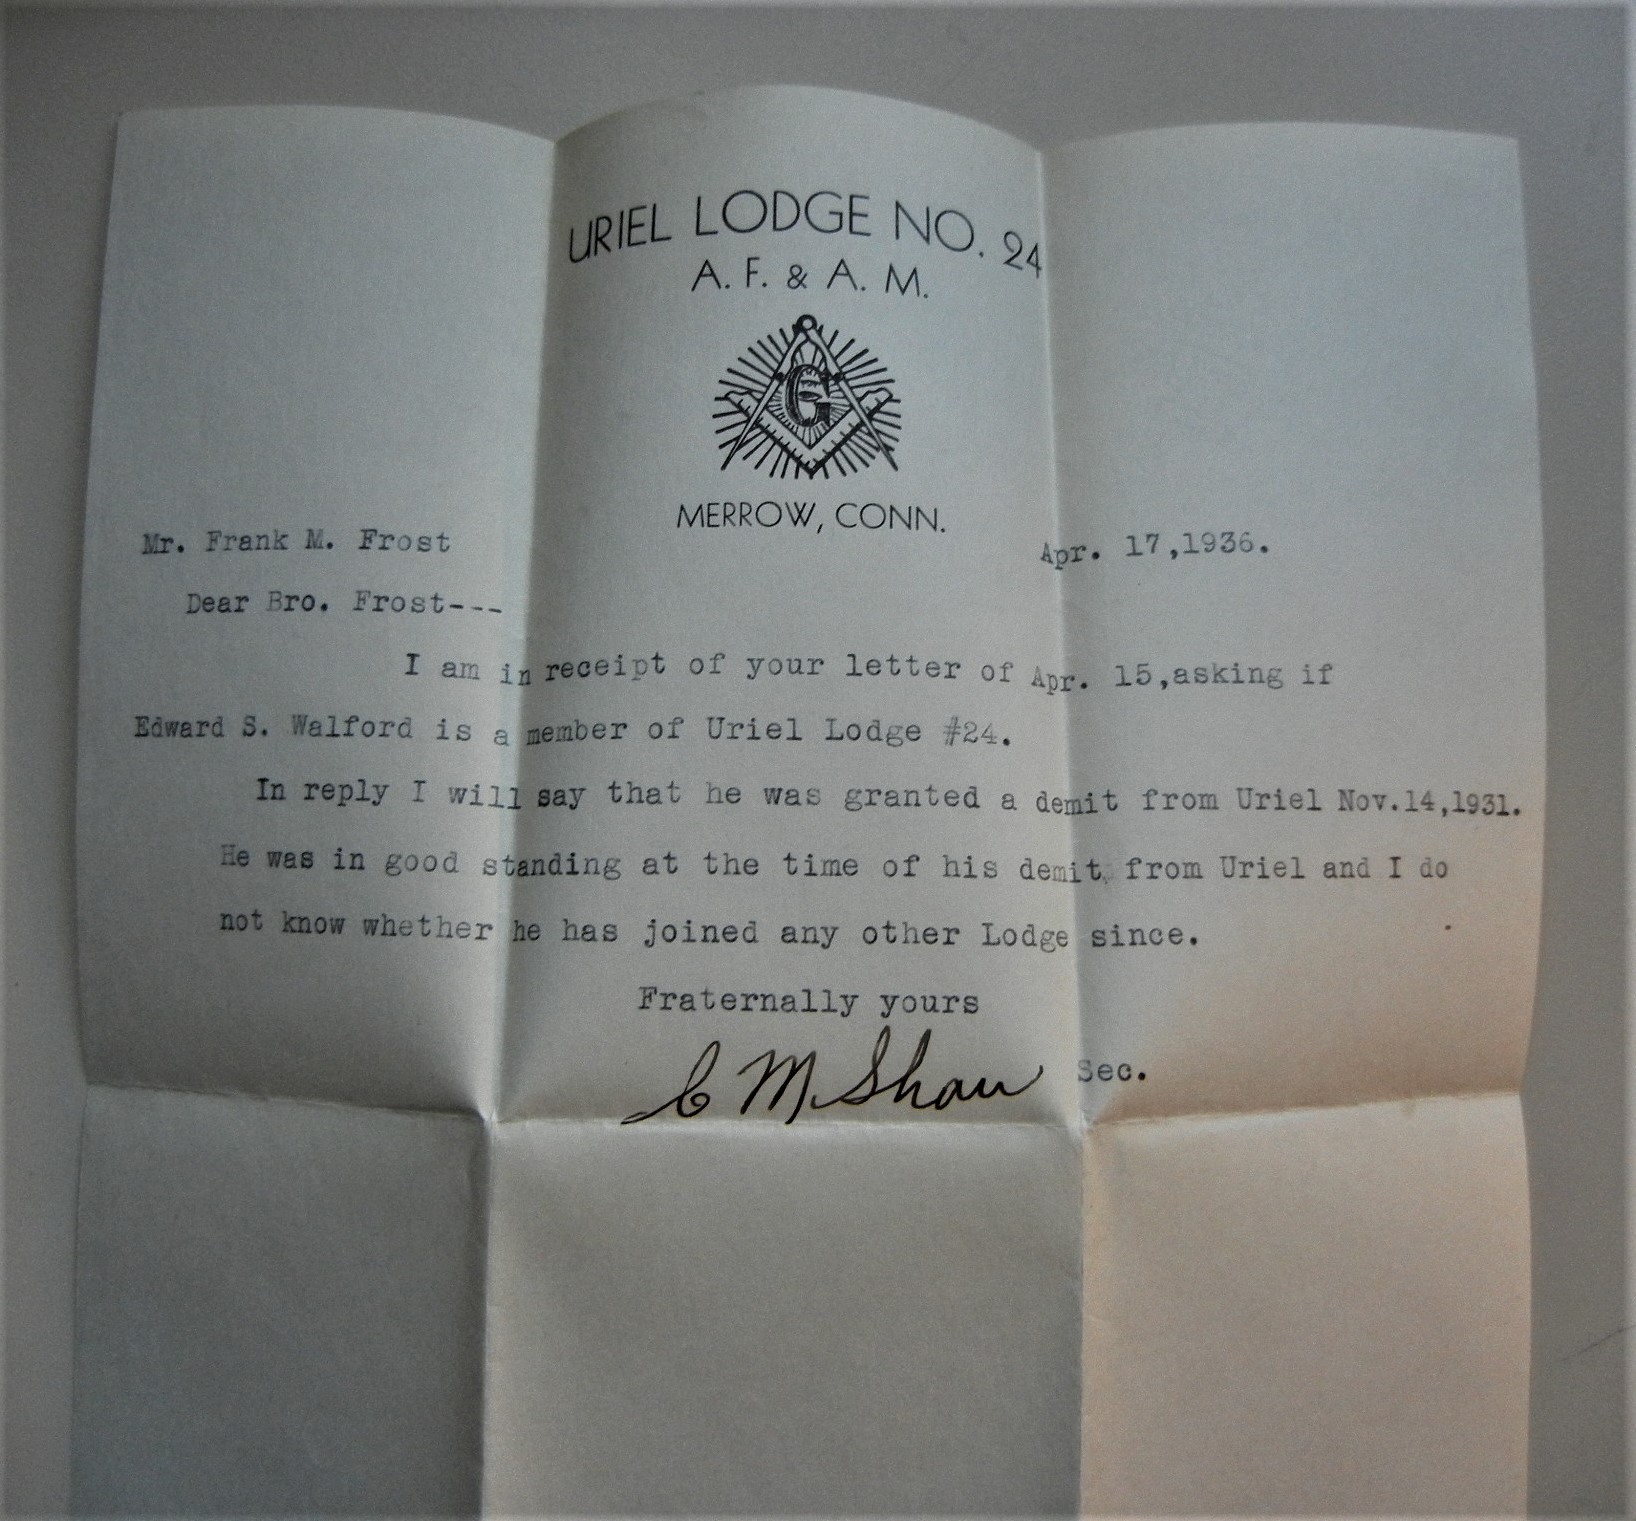 URIEL LODGE NO. 24
A. F. & A. M.
G
MERROW, CONN.
Mr. Frank M. Frost
Apr. 17,1936.
Dear Bro. Frost---
I am in receipt of your letter of Apr. 15,asking if
Edward S. Walford is a member of Uriel Lodge #24.
In reply I will say that he was granted a demit from Uriel Nov.14,1931.
He was in good standing at the time of his demit from Uriel and I do
not know whether he has joined any other Lodge since.
Fraternally yours
C M Shaw Sec.